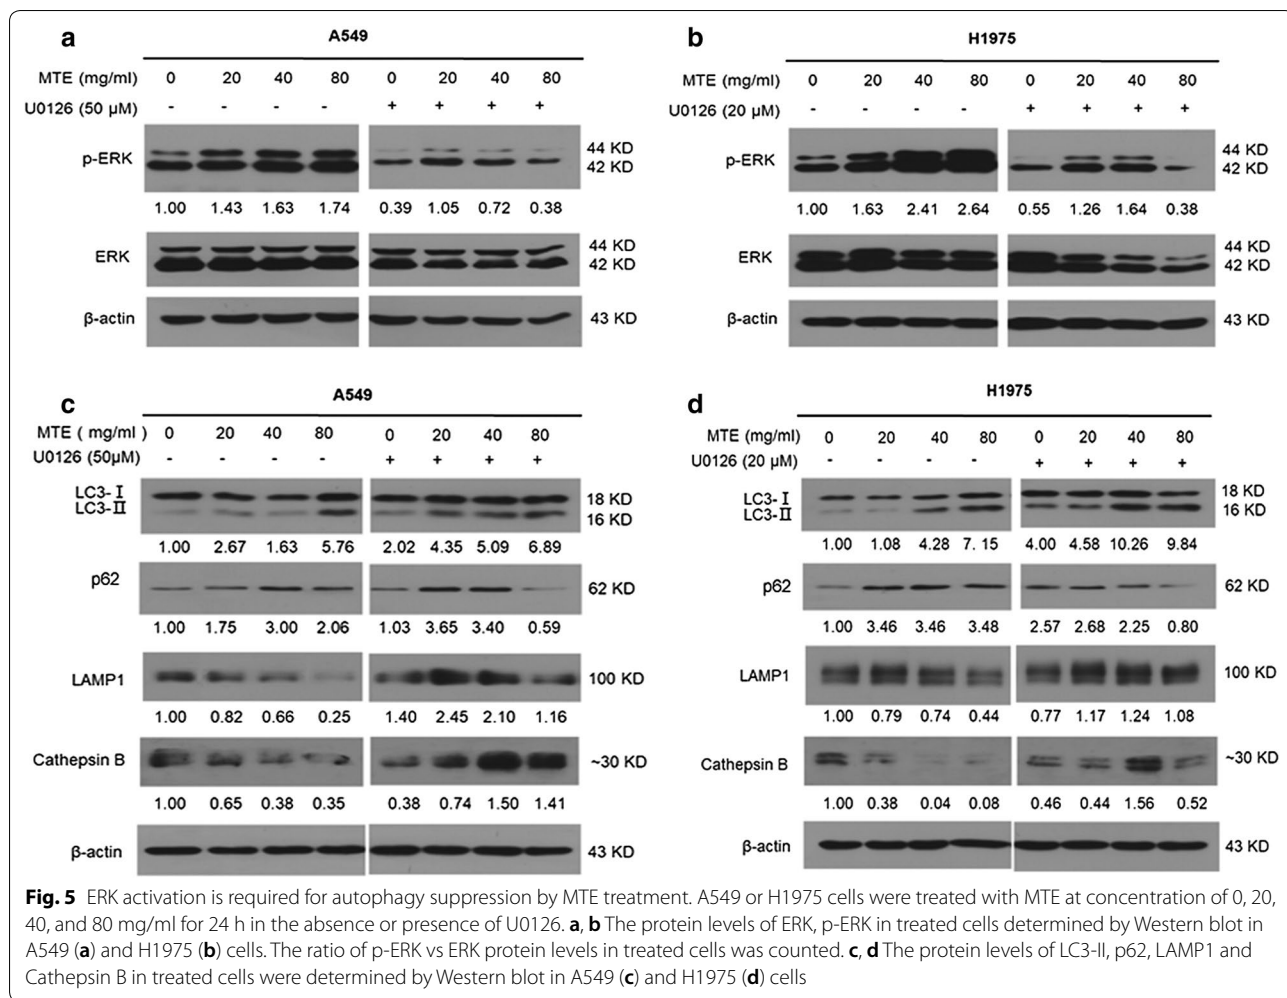 a
A549
MTE (mg/ml) 0 20 40 80 0 20 40 80
U0126 (50 µM) - - - - + + + +
p-ERK 44 KD
42 KD
1.00 1.43 1.63 1.74 0.39 1.05 0.72 0.38
ERK 44 KD
42 KD
β-actin 43 KD
b
H1975
MTE (mg/ml) 0 20 40 80 0 20 40 80
U0126 (20 µM) - - - - + + + +
p-ERK 44 KD
42 KD
1.00 1.63 2.41 2.64 0.55 1.26 1.64 0.38
ERK 44 KD
42 KD
β-actin 43 KD
c
A549
MTE ( mg/ml ) 0 20 40 80 0 20 40 80
U0126 (50µM) - - - - + + + +
LC3-Ⅰ 18 KD
LC3-Ⅱ 16 KD
1.00 2.67 1.63 5.76 2.02 4.35 5.09 6.89
p62 62 KD
1.00 1.75 3.00 2.06 1.03 3.65 3.40 0.59
LAMP1 100 KD
1.00 0.82 0.66 0.25 1.40 2.45 2.10 1.16
Cathepsin B ~30 KD
1.00 0.65 0.38 0.35 0.38 0.74 1.50 1.41
β-actin 43 KD
d
H1975
MTE (mg/ml) 0 20 40 80 0 20 40 80
U0126 (20 µM) - - - - + + + +
LC3-Ⅰ 18 KD
LC3-Ⅱ 16 KD
1.00 1.08 4.28 7. 15 4.00 4.58 10.26 9.84
p62 62 KD
1.00 3.46 3.46 3.48 2.57 2.68 2.25 0.80
LAMP1 100 KD
1.00 0.79 0.74 0.44 0.77 1.17 1.24 1.08
Cathepsin B ~30 KD
1.00 0.38 0.04 0.08 0.46 0.44 1.56 0.52
β-actin 43 KD
Fig. 5 ERK activation is required for autophagy suppression by MTE treatment. A549 or H1975 cells were treated with MTE at concentration of 0, 20,
40, and 80 mg/ml for 24 h in the absence or presence of U0126. a, b The protein levels of ERK, p-ERK in treated cells determined by Western blot in
A549 (a) and H1975 (b) cells. The ratio of p-ERK vs ERK protein levels in treated cells was counted. c, d The protein levels of LC3-II, p62, LAMP1 and
Cathepsin B in treated cells were determined by Western blot in A549 (c) and H1975 (d) cells